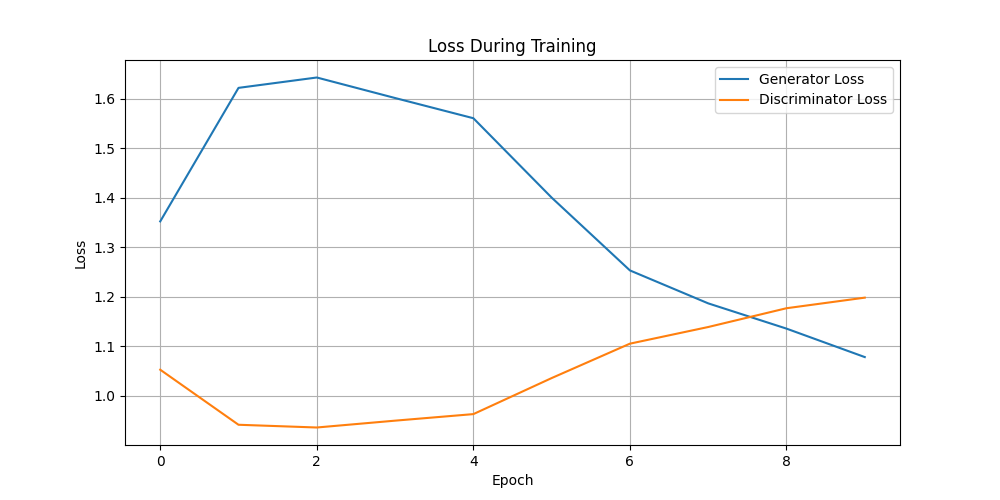 Loss During Training
Generator Loss
Discriminator Loss
1.6
1.5
1.4
1.3
1.2
1.1
1.0
Loss
0 2 4 6 8
Epoch